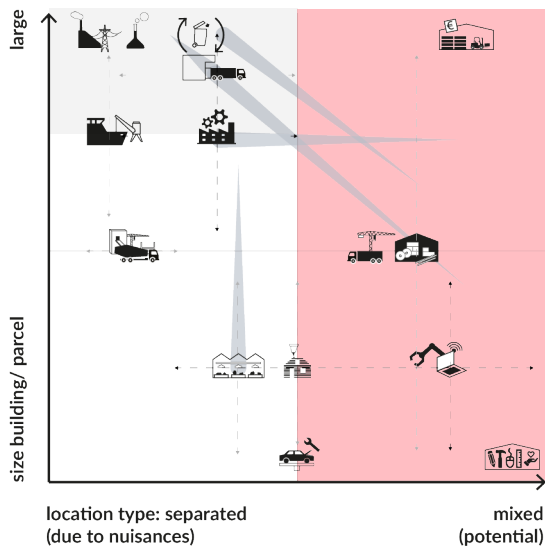 large
€
size building/ parcel
location type: separated
(due to nuisances)
mixed
(potential)